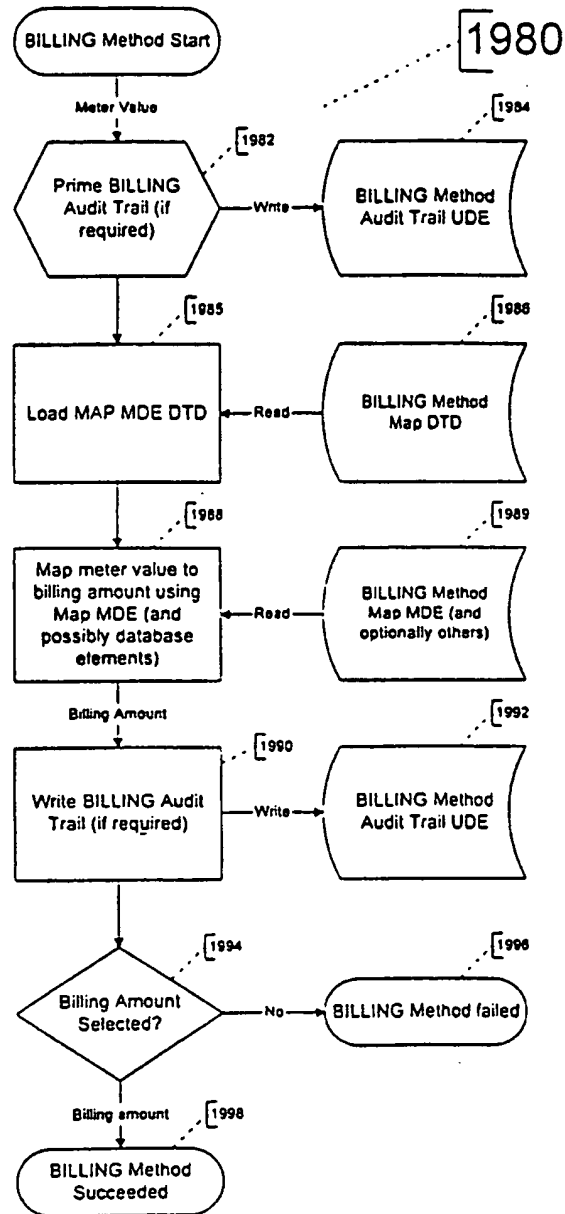 BILLING Method Start
1980
Meter Value
1982
1984
Prime BILLING
Audit Trail (if
required)
Write
BILLING Method
Audit Trail UDE
1985
1986
Load MAP MDE DTD
Read
BILLING Method
Map DTD
1988
1989
Map meter value to
billing amount using
Map MDE (and
possibly database
elements)
Read
BILLING Method
Map MDE (and
optionally others)
Billing Amount
1990
1992
Write BILLING Audit
Trail (if required)
Write
BILLING Method
Audit Trail UDE
1994
1996
Billing Amount
Selected?
No
BILLING Method failed
Billing amount
1998
BILLING Method
Succeeded